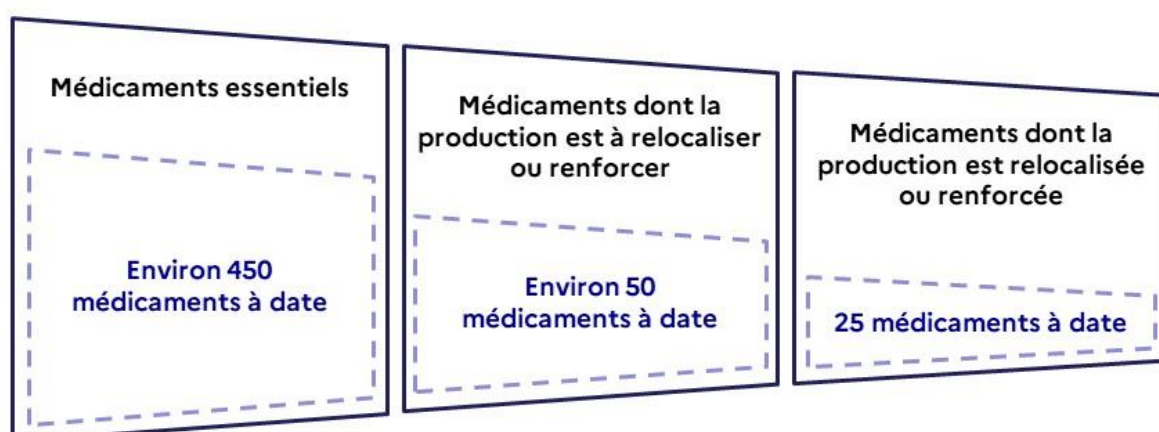 Médicaments essentiels
Environ 450
médicaments à date
Médicaments dont la
production est à relocaliser
ou renforcer
Environ 50
médicaments à date
Médicaments dont la
production est relocalisée
ou renforcée
25 médicaments à date